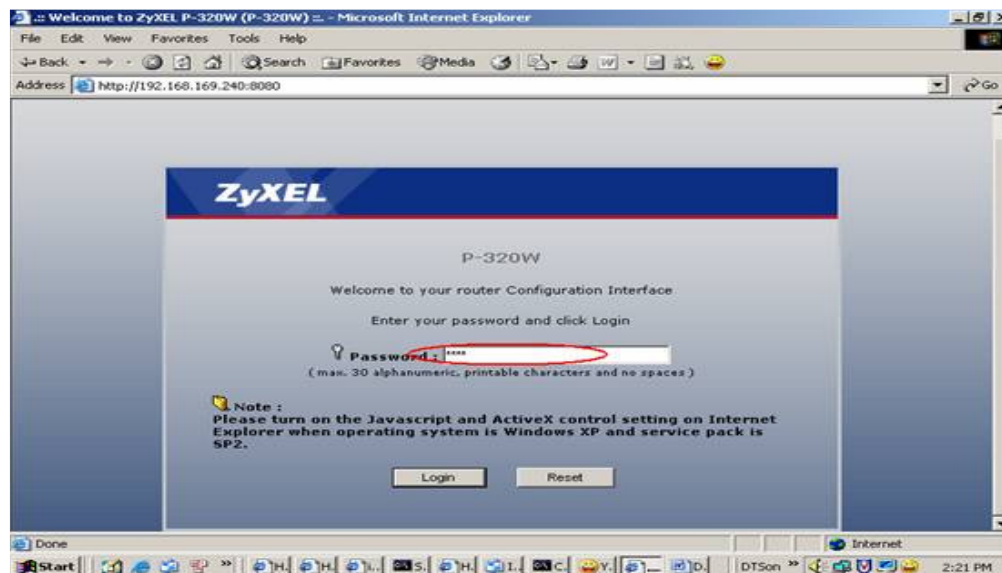 .:: Welcome to ZyXEL P-320W (P-320W) ::. - Microsoft Internet Explorer
File Edit View Favorites Tools Help
Back Search Favorites Media
Address http://192.168.169.240:8080 Go
ZyXEL
P-320W
Welcome to your router Configuration Interface
Enter your password and click Login
Password : ****
( max. 30 alphanumeric, printable characters and no spaces )
Note :
Please turn on the Javascript and ActiveX control setting on Internet
Explorer when operating system is Windows XP and service pack is
SP2.
Login Reset
Done Internet
Start DTSon » 2:21 PM